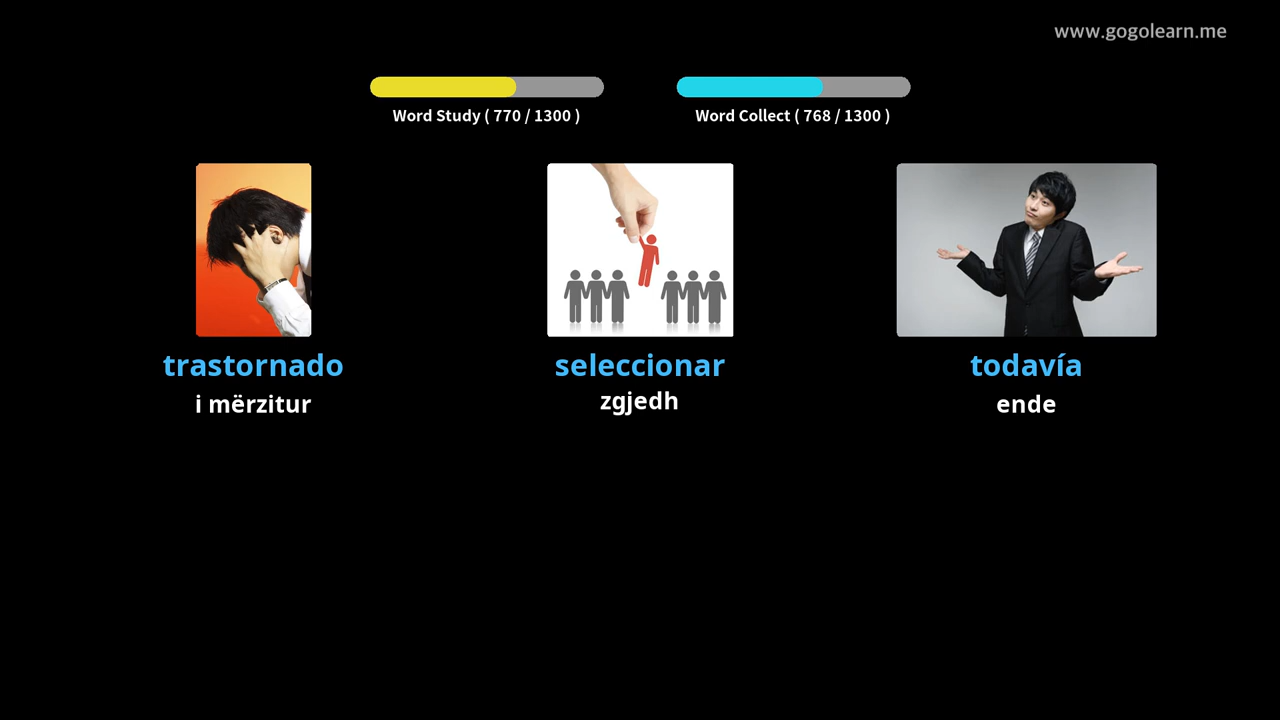 www.gogolearn.me
Word Study ( 770 / 1300 )
Word Collect ( 768 / 1300 )
trastornado
i mërzitur
seleccionar
zgjedh
todavía
ende